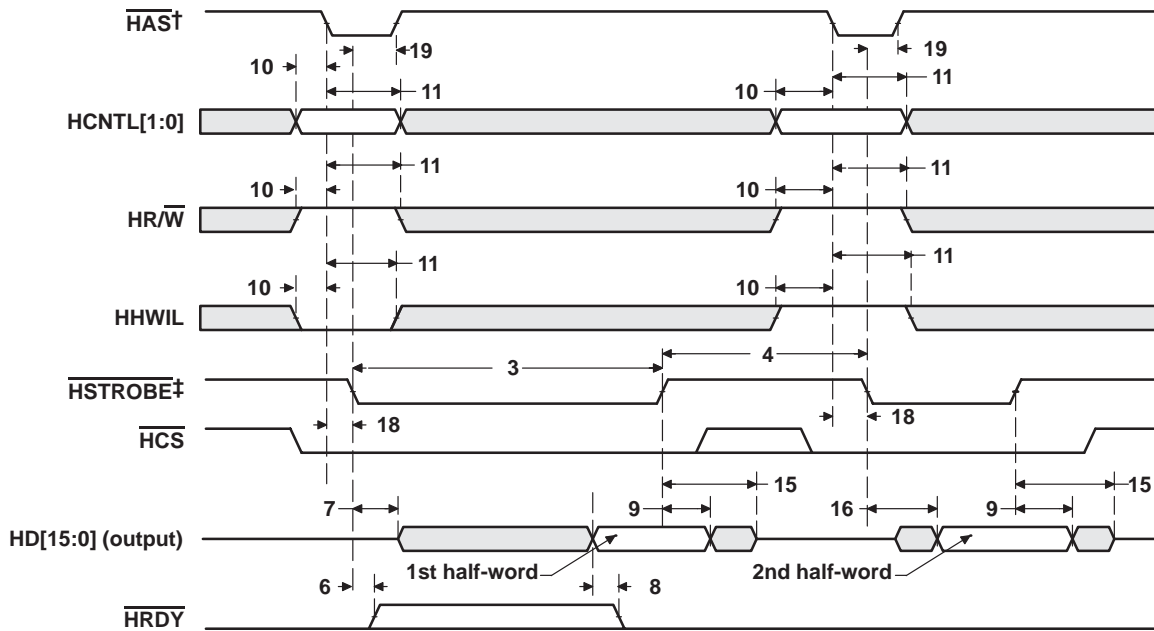 HAS†
19
19
10
11
10
11
HCNTL[1:0]
11
11
10
10
HR/W
11
11
10
10
HHWIL
3
4
HSTROBE‡
18
18
HCS
15
15
7
9
16
9
HD[15:0] (output)
1st half-word
2nd half-word
6
8
HRDY